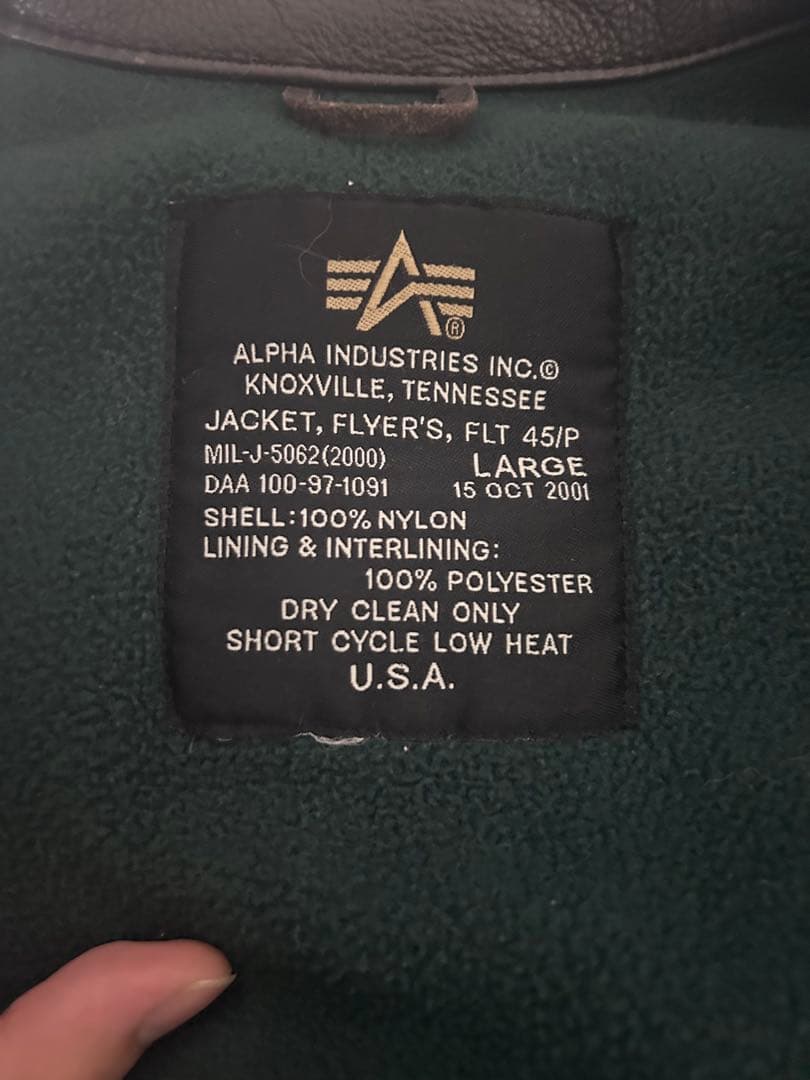 ®
ALPHA INDUSTRIES INC.©
KNOXVILLE, TENNESSEE
JACKET, FLYER'S, FLT 45/P
MIL-J-5062(2000) LARGE
DAA 100-97-1091 15 OCT 2001
SHELL:100% NYLON
LINING & INTERLINING:
100% POLYESTER
DRY CLEAN ONLY
SHORT CYCLE LOW HEAT
U.S.A.